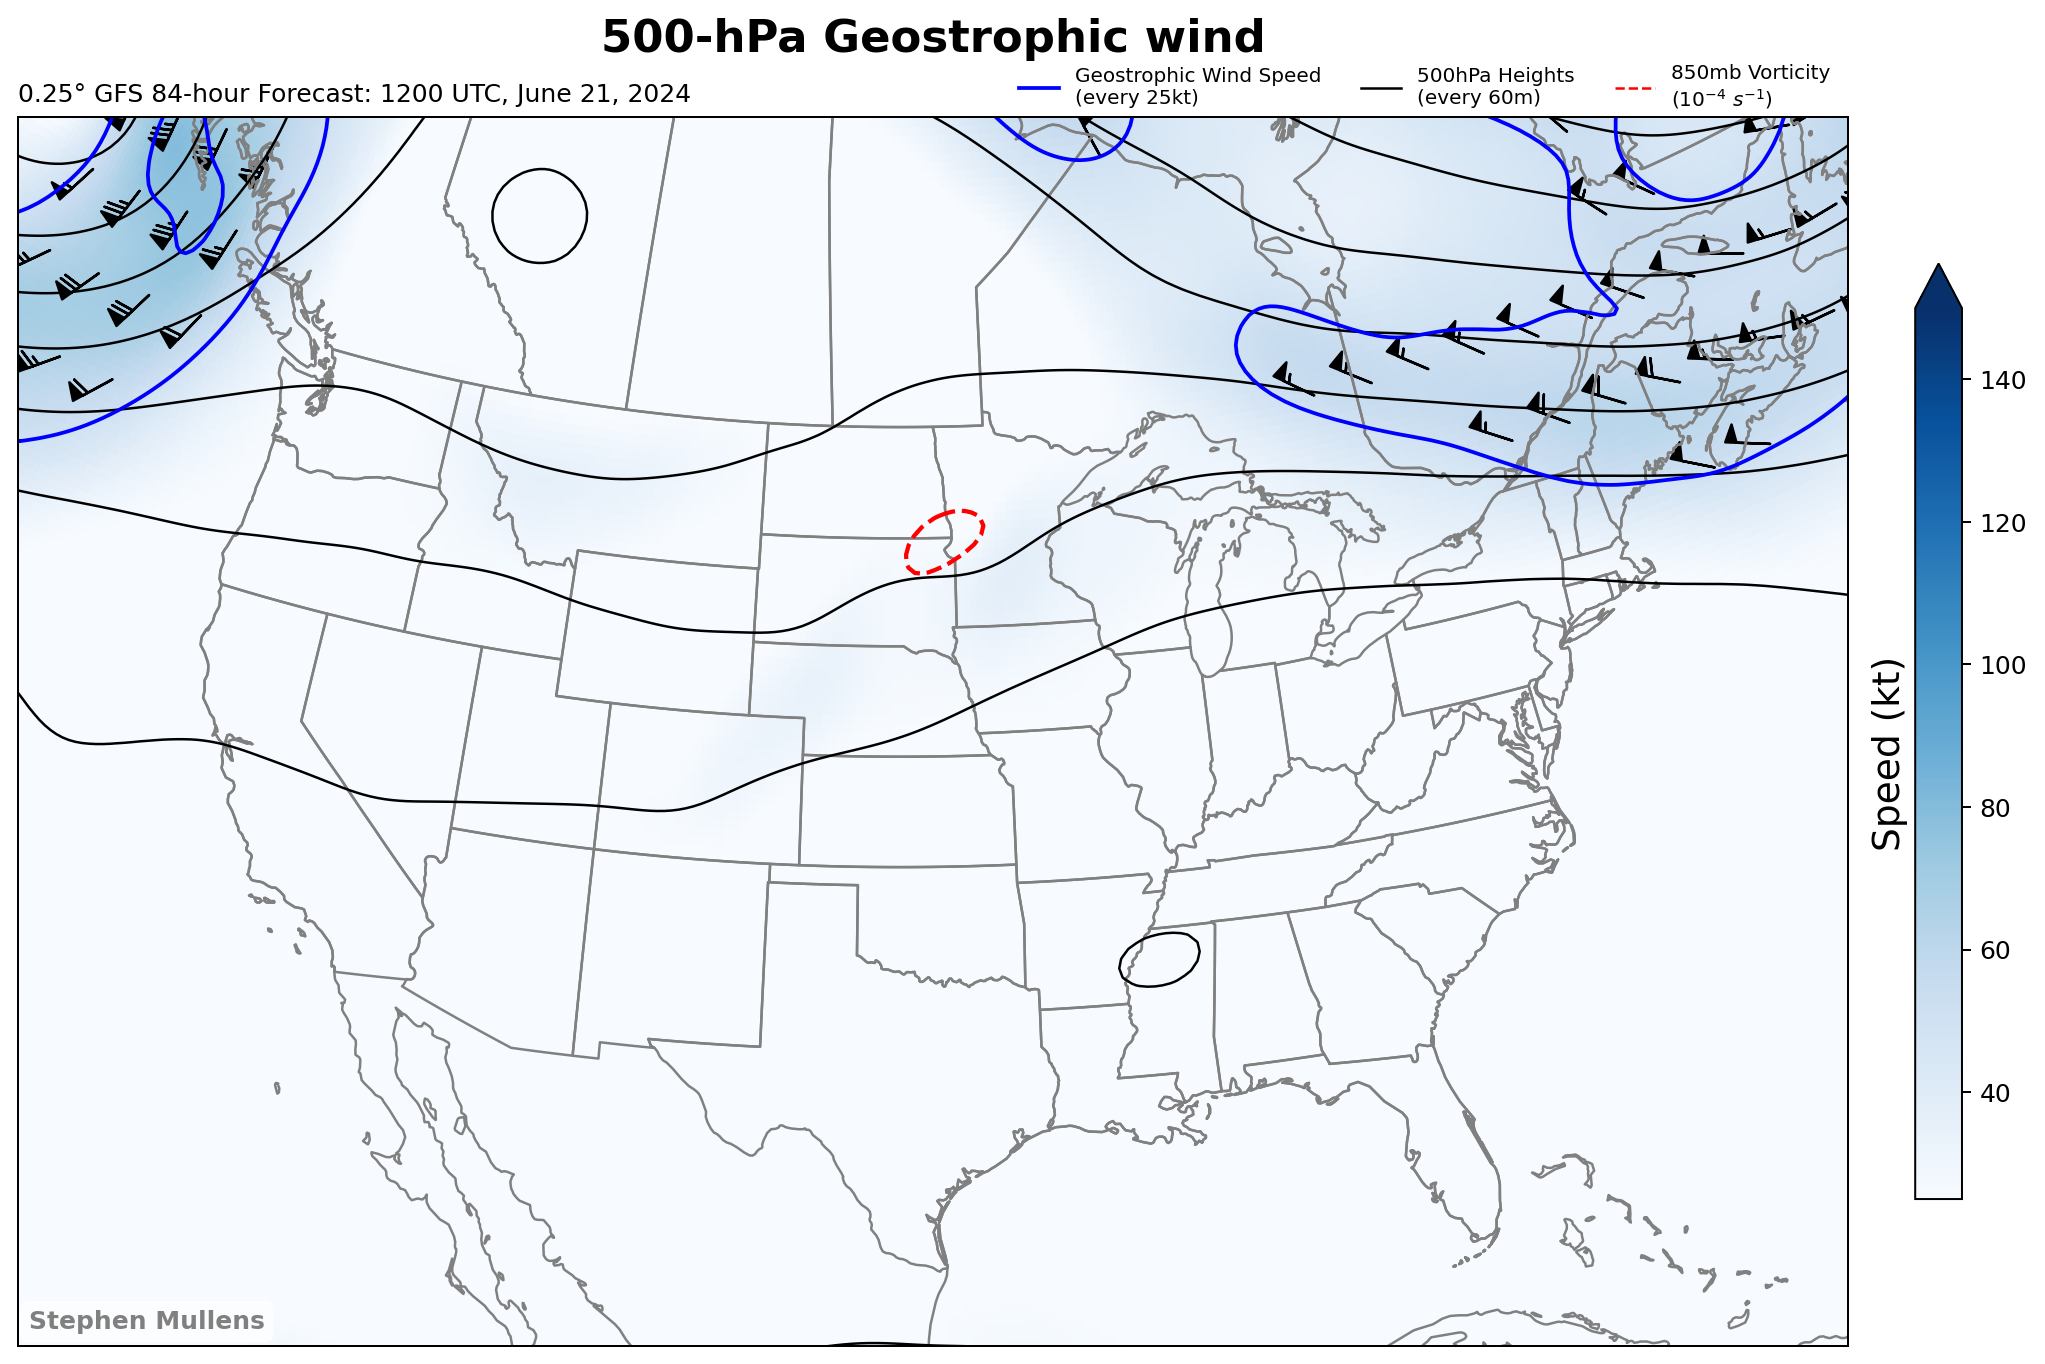 500-hPa Geostrophic wind
0.25° GFS 84-hour Forecast: 1200 UTC, June 21, 2024
Geostrophic Wind Speed
(every 25kt)
500hPa Heights
(every 60m)
850mb Vorticity
(10⁻⁴ s⁻¹)
140
120
100
80
60
40
Speed (kt)
Stephen Mullens